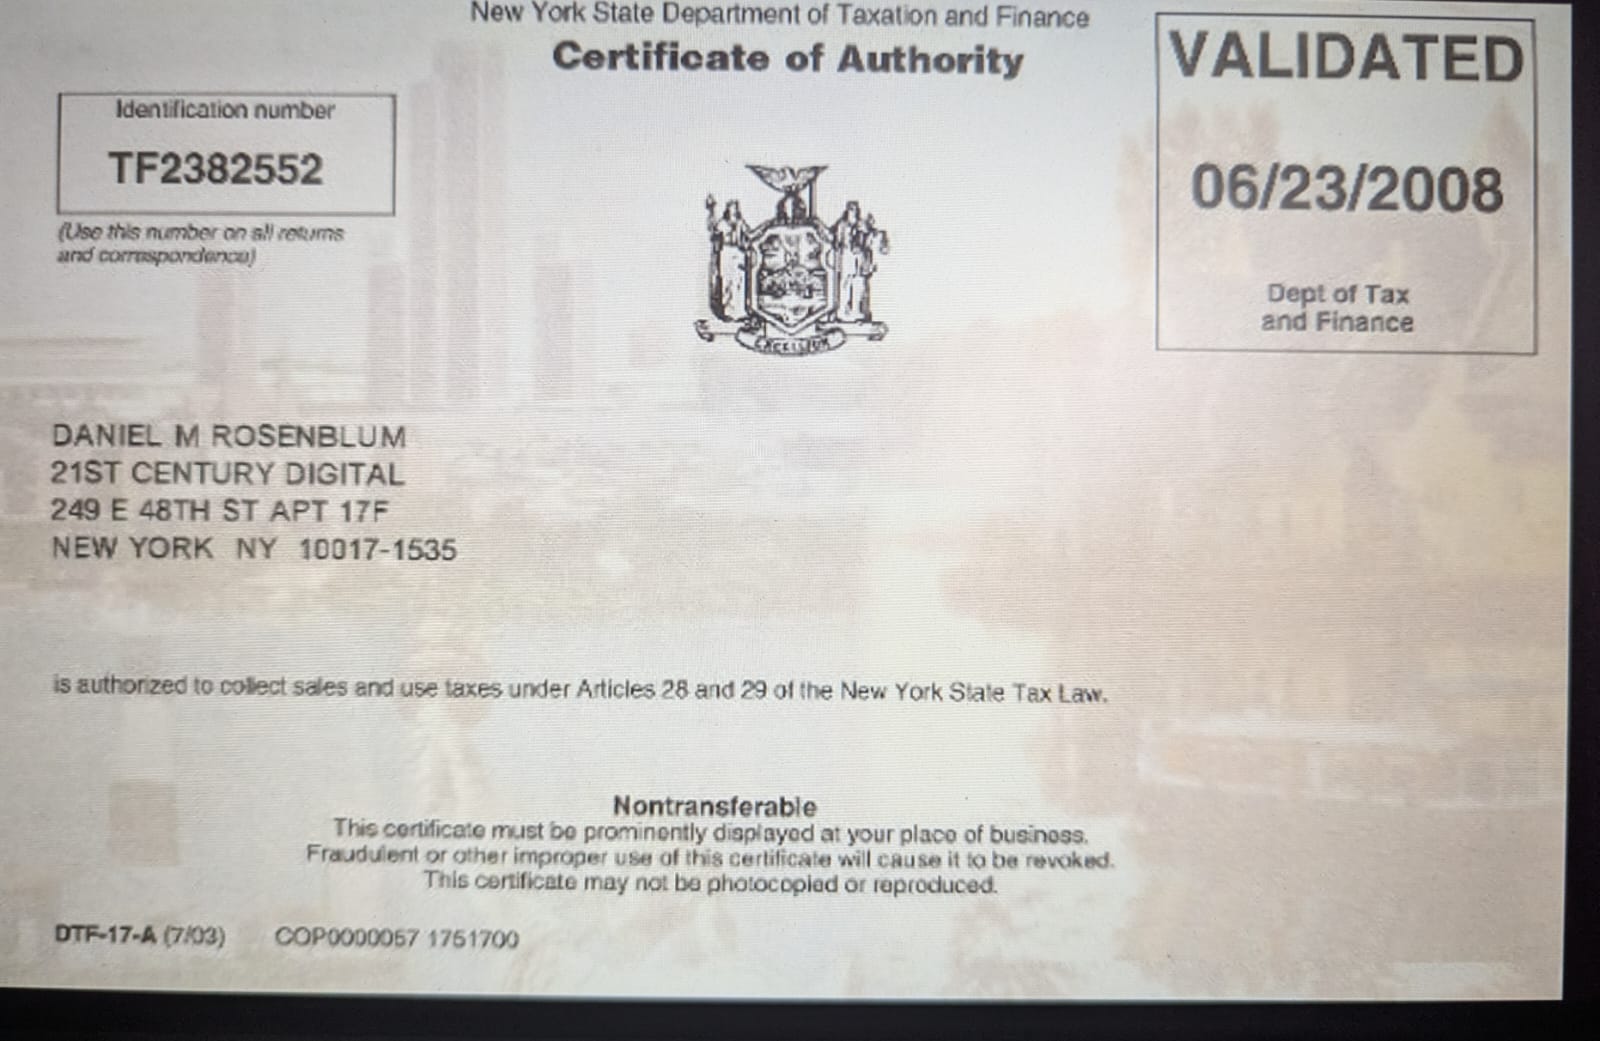 New York State Department of Taxation and Finance
Certificate of Authority
VALIDATED
06/23/2008
Dept of Tax
and Finance
Identification number
TF2382552
(Use this number on all returns
and correspondence)
EXCELSIOR
DANIEL M ROSENBLUM
21ST CENTURY DIGITAL
249 E 48TH ST APT 17F
NEW YORK NY 10017-1535
is authorized to collect sales and use taxes under Articles 28 and 29 of the New York State Tax Law.
Nontransferable
This certificate must be prominently displayed at your place of business.
Fraudulent or other improper use of this certificate will cause it to be revoked.
This certificate may not be photocopied or reproduced.
DTF-17-A (7/03) COP0000057 1751700